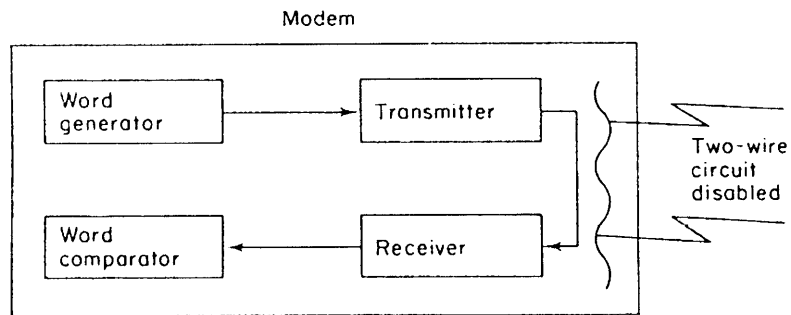 Modem
Word
generator
Transmitter
Two-wire
circuit
disabled
Word
comparator
Receiver